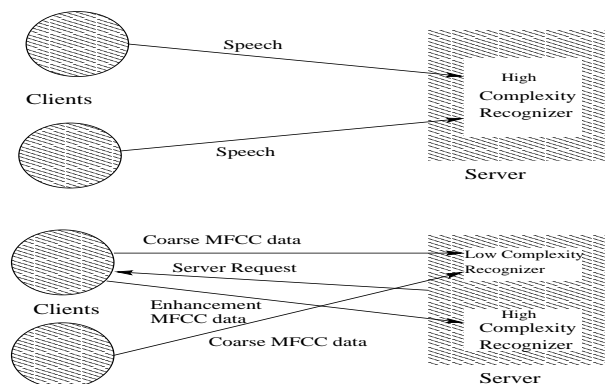 Speech
Clients
High
Complexity
Recognizer
Speech
Server
Coarse MFCC data
Server Request
Low Complexity
Recognizer
Clients
Enhancement
MFCC data
Coarse MFCC data
High
Complexity
Recognizer
Server